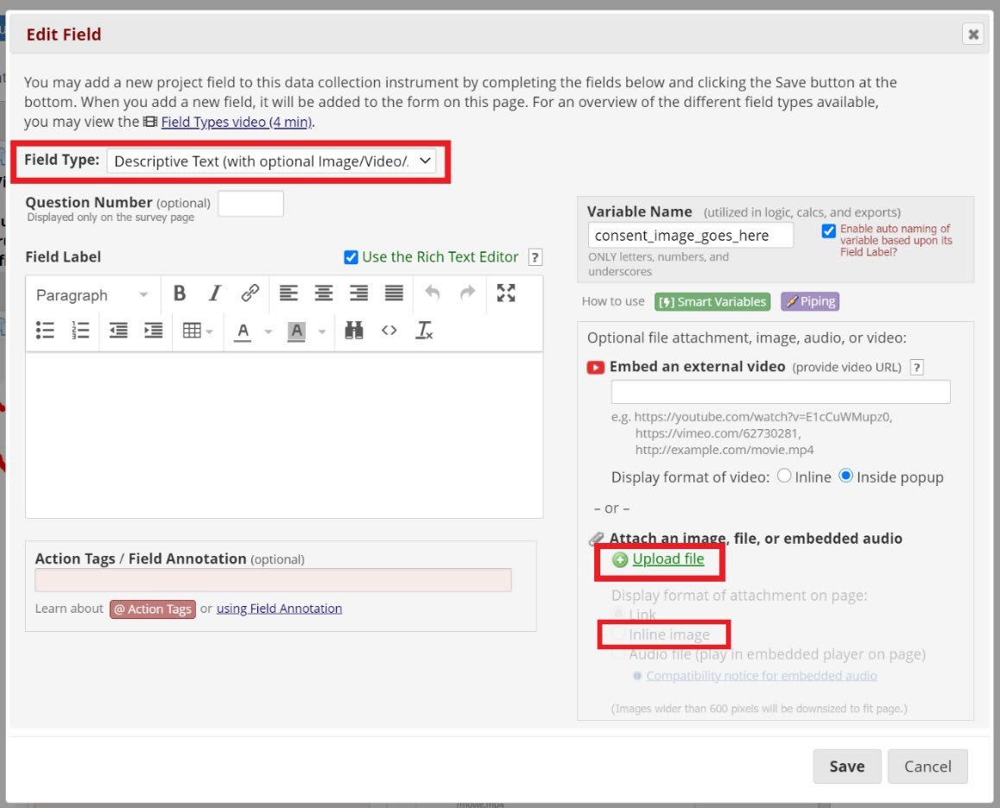 Edit Field
You may add a new project field to this data collection instrument by completing the fields below and clicking the Save button at the
bottom. When you add a new field, it will be added to the form on this page. For an overview of the different field types available,
you may view the Field Types video (4 min).
Field Type: Descriptive Text (with optional Image/Video/.
Question Number (optional)
Displayed only on the survey page
Field Label
Use the Rich Text Editor ?
Paragraph
Action Tags / Field Annotation (optional)
Learn about @ Action Tags or using Field Annotation
Variable Name (utilized in logic, calcs, and exports)
consent_image_goes_here
Enable auto naming of
variable based upon its
Field Label?
ONLY letters, numbers, and
underscores
How to use Smart Variables Piping
Optional file attachment, image, audio, or video:
Embed an external video (provide video URL) ?
e.g. https://youtube.com/watch?v=E1cCuWMupz0,
https://vimeo.com/62730281,
http://example.com/movie.mp4
Display format of video: Inline Inside popup
– or –
Attach an image, file, or embedded audio
Upload file
Display format of attachment on page:
Link
Inline image
Audio file (play in embedded player on page)
Compatibility notice for embedded audio
(Images wider than 600 pixels will be downsized to fit page.)
Save Cancel